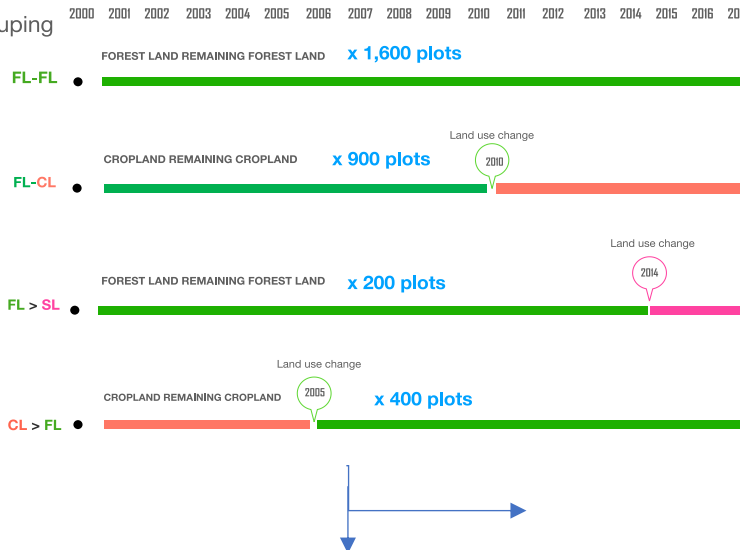 uping
2000 2001 2002 2003 2004 2005 2006 2007 2008 2009 2010 2011 2012 2013 2014 2015 2016 20
FOREST LAND REMAINING FOREST LAND x 1,600 plots
FL-FL
Land use change
CROPLAND REMAINING CROPLAND x 900 plots 2010
FL-CL
Land use change
FOREST LAND REMAINING FOREST LAND x 200 plots 2014
FL > SL
Land use change
CROPLAND REMAINING CROPLAND 2005 x 400 plots
CL > FL